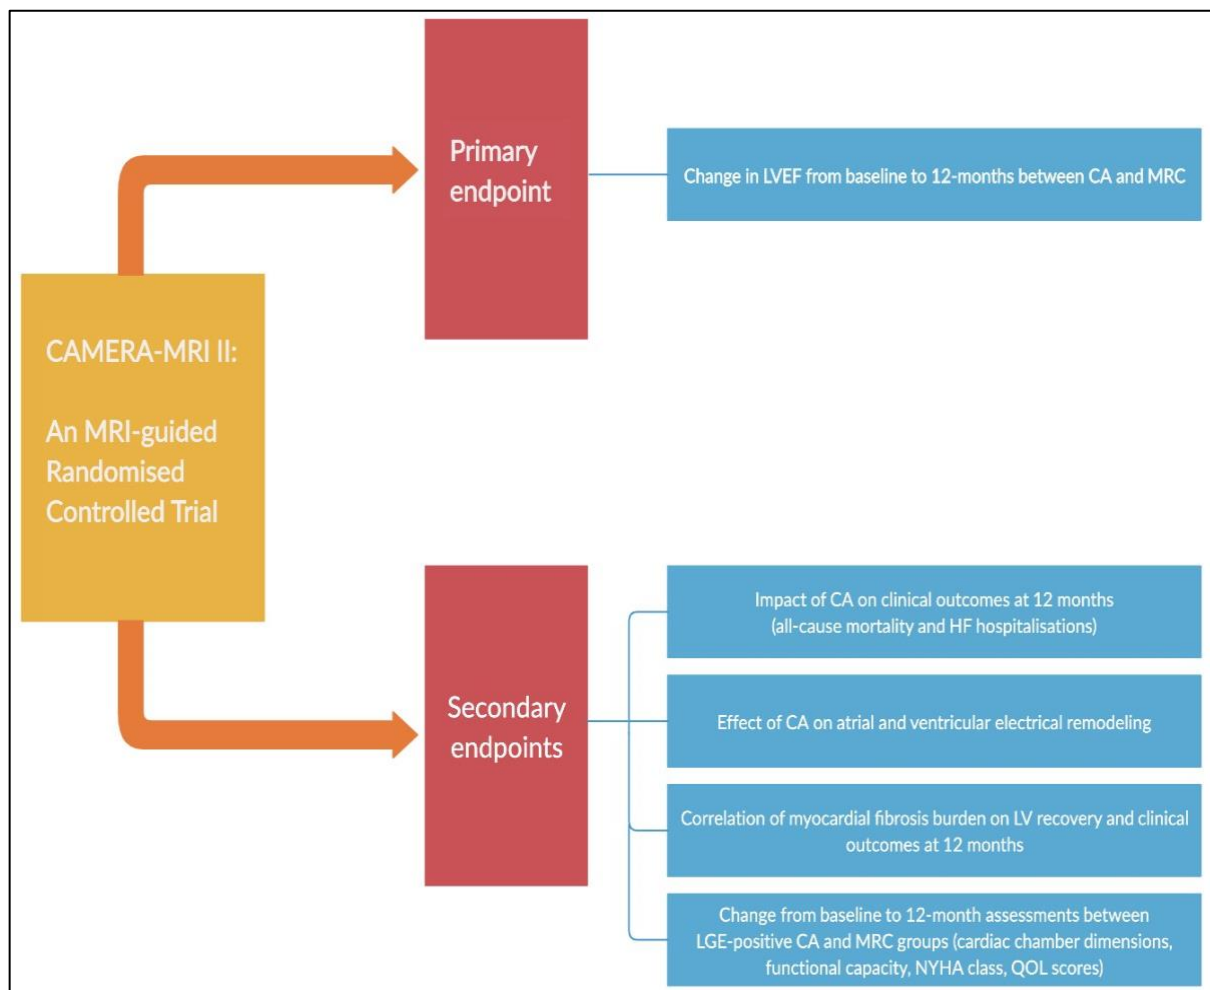 CAMERA-MRI II:
An MRI-guided
Randomised
Controlled Trial
Primary
endpoint
Change in LVEF from baseline to 12-months between CA and MRC
Secondary
endpoints
Impact of CA on clinical outcomes at 12 months
(all-cause mortality and HF hospitalisations)
Effect of CA on atrial and ventricular electrical remodeling
Correlation of myocardial fibrosis burden on LV recovery and clinical
outcomes at 12 months
Change from baseline to 12-month assessments between
LGE-positive CA and MRC groups (cardiac chamber dimensions,
functional capacity, NYHA class, QOL scores)